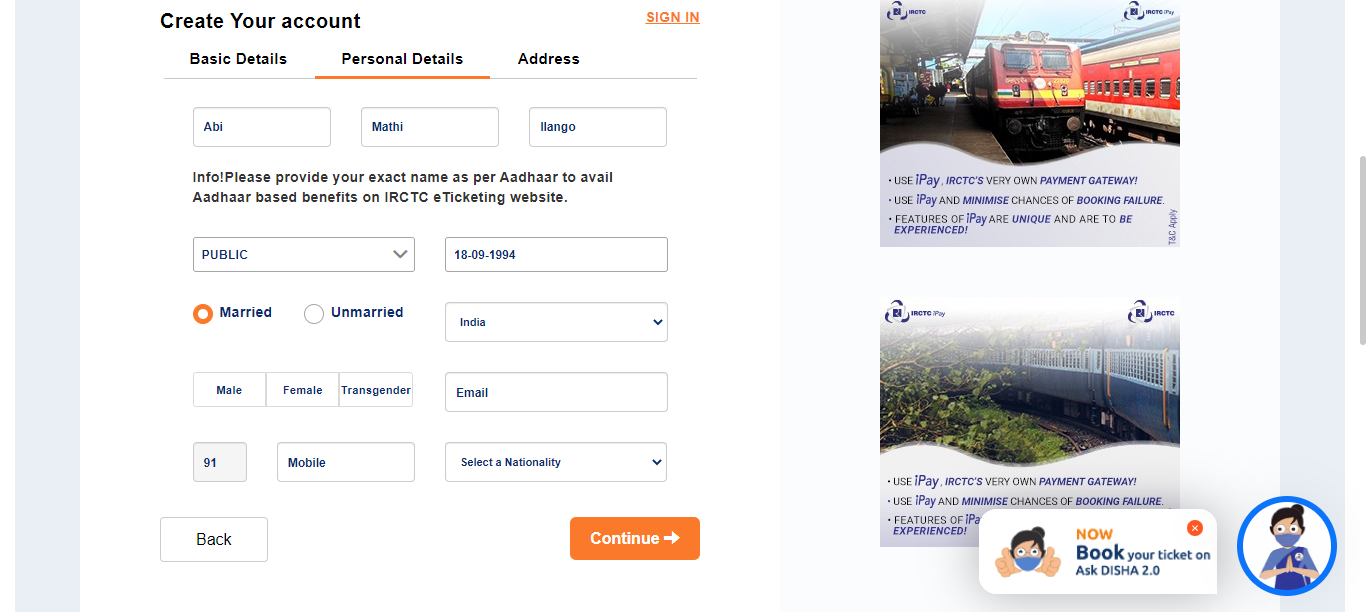 Create Your account
SIGN IN
Basic Details
Personal Details
Address
Abi
Mathi
Ilango
Info!Please provide your exact name as per Aadhaar to avail
Aadhaar based benefits on IRCTC eTicketing website.
PUBLIC
18-09-1994
Married
Unmarried
India
Male
Female
Transgender
Email
91
Mobile
Select a Nationality
Back
Continue
IRCTC
IRCTC iPay
• USE iPay, IRCTC'S VERY OWN PAYMENT GATEWAY!
• USE iPay AND MINIMISE CHANCES OF BOOKING FAILURE.
• FEATURES OF iPay ARE UNIQUE AND ARE TO BE
EXPERIENCED!
T&C Apply
IRCTC iPay
IRCTC
• USE iPay, IRCTC'S VERY OWN PAYMENT GATEWAY!
• USE iPay AND MINIMISE CHANCES OF BOOKING FAILURE.
• FEATURES OF iPa
EXPERIENCED!
NOW
Book your ticket on
Ask DISHA 2.0